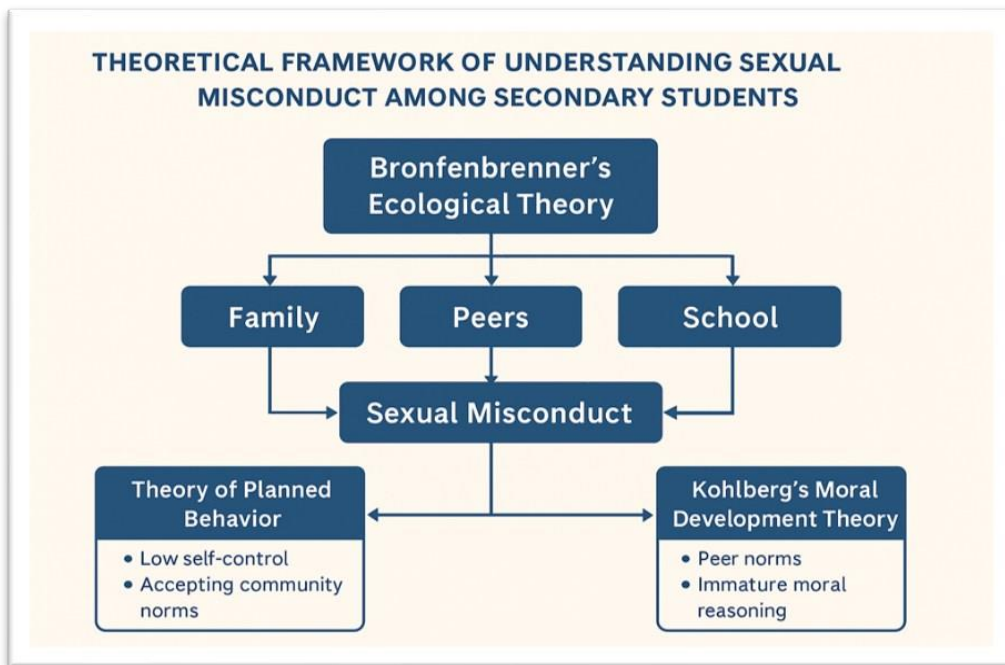 THEORETICAL FRAMEWORK OF UNDERSTANDING SEXUAL
MISCONDUCT AMONG SECONDARY STUDENTS
Bronfenbrenner's
Ecological Theory
Family
Peers
School
Sexual Misconduct
Theory of Planned
Behavior
• Low self-control
• Accepting community
norms
Kohlberg's Moral
Development Theory
• Peer norms
• Immature moral
reasoning